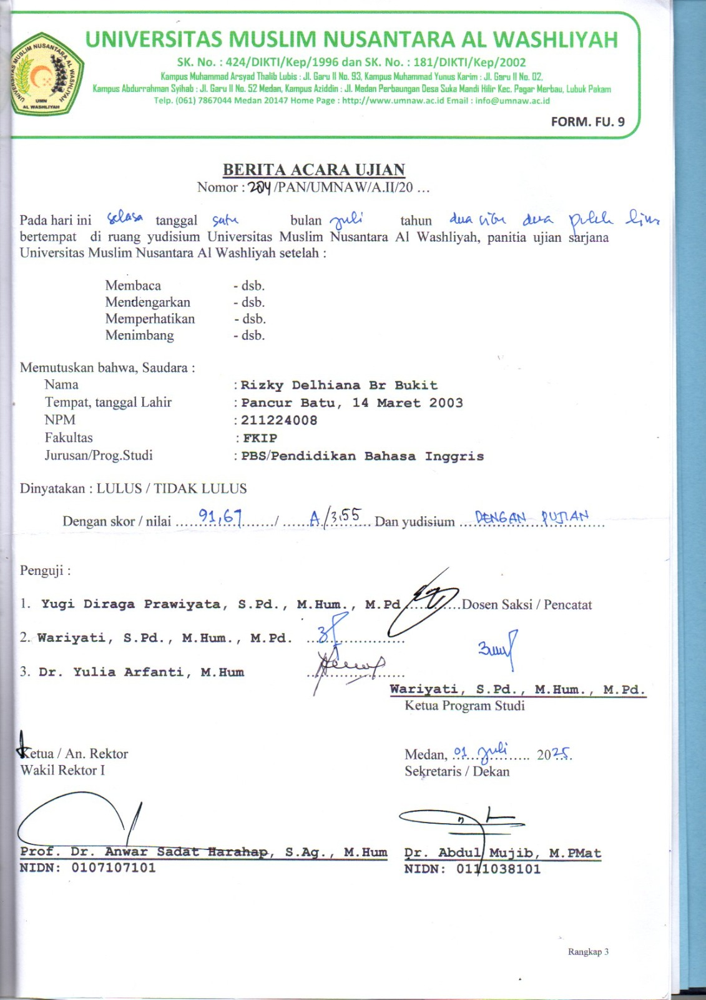 UNIVERSITAS MUSLIM NUSANTARA AL WASHLIYAH
SK. No. : 424/DIKTI/Kep/1996 dan SK. No. : 181/DIKTI/Kep/2002
Kampus Muhammad Arsyad Thalib Lubis : Jl. Garu II No. 93, Kampus Muhammad Yunus Karim : Jl. Garu II No. 02,
Kampus Abdurrahman Syihab : Jl. Garu II No. 52 Medan, Kampus Aziddin : Jl. Medan Perbaungan Desa Suka Mandi Hilir Kec. Pagar Merbau, Lubuk Pakam
Telp. (061) 7867044 Medan 20147 Home Page : http://www.umnaw.ac.id Email : info@umnaw.ac.id
UNIVERSITAS MUSLIM NUSANTARA AL WASHLIYAH
UMN
AL WASHLIYAH
FORM. FU. 9
BERITA ACARA UJIAN
Nomor : 204/PAN/UMNAW/A.II/20 ...
Pada hari ini selasa tanggal satu bulan juli tahun dua ribu dua puluh lima
bertempat di ruang yudisium Universitas Muslim Nusantara Al Washliyah, panitia ujian sarjana
Universitas Muslim Nusantara Al Washliyah setelah :
Membaca - dsb.
Mendengarkan - dsb.
Memperhatikan - dsb.
Menimbang - dsb.
Memutuskan bahwa, Saudara :
Nama : Rizky Delhiana Br Bukit
Tempat, tanggal Lahir : Pancur Batu, 14 Maret 2003
NPM : 211224008
Fakultas : FKIP
Jurusan/Prog.Studi : PBS/Pendidikan Bahasa Inggris
Dinyatakan : LULUS / TIDAK LULUS
Dengan skor / nilai 91,67 / A/3,55 Dan yudisium DENGAN PUJIAN
Penguji :
1. Yugi Diraga Prawiyata, S.Pd., M.Hum., M.Pd ............Dosen Saksi / Pencatat
2. Wariyati, S.Pd., M.Hum., M.Pd. ........................
3. Dr. Yulia Arfanti, M.Hum ........................
Wariyati, S.Pd., M.Hum., M.Pd.
Ketua Program Studi
Ketua / An. Rektor
Wakil Rektor I
Medan, 01 juli 2025.
Sekretaris / Dekan
Prof. Dr. Anwar Sadat Harahap, S.Ag., M.Hum
NIDN: 0107107101
Dr. Abdul Mujib, M.PMat
NIDN: 0111038101
Rangkap 3